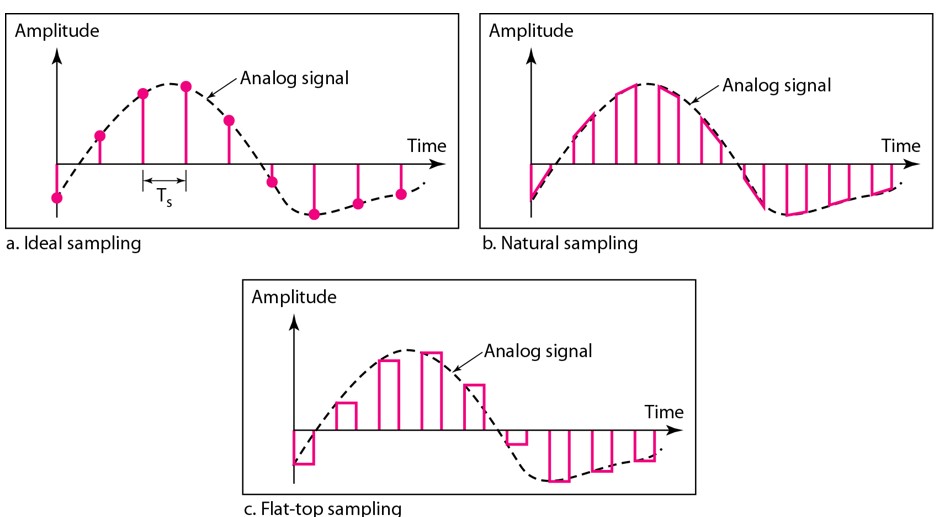 Amplitude
Analog signal
Time
Ts
a. Ideal sampling
Amplitude
Analog signal
Time
b. Natural sampling
Amplitude
Analog signal
Time
c. Flat-top sampling